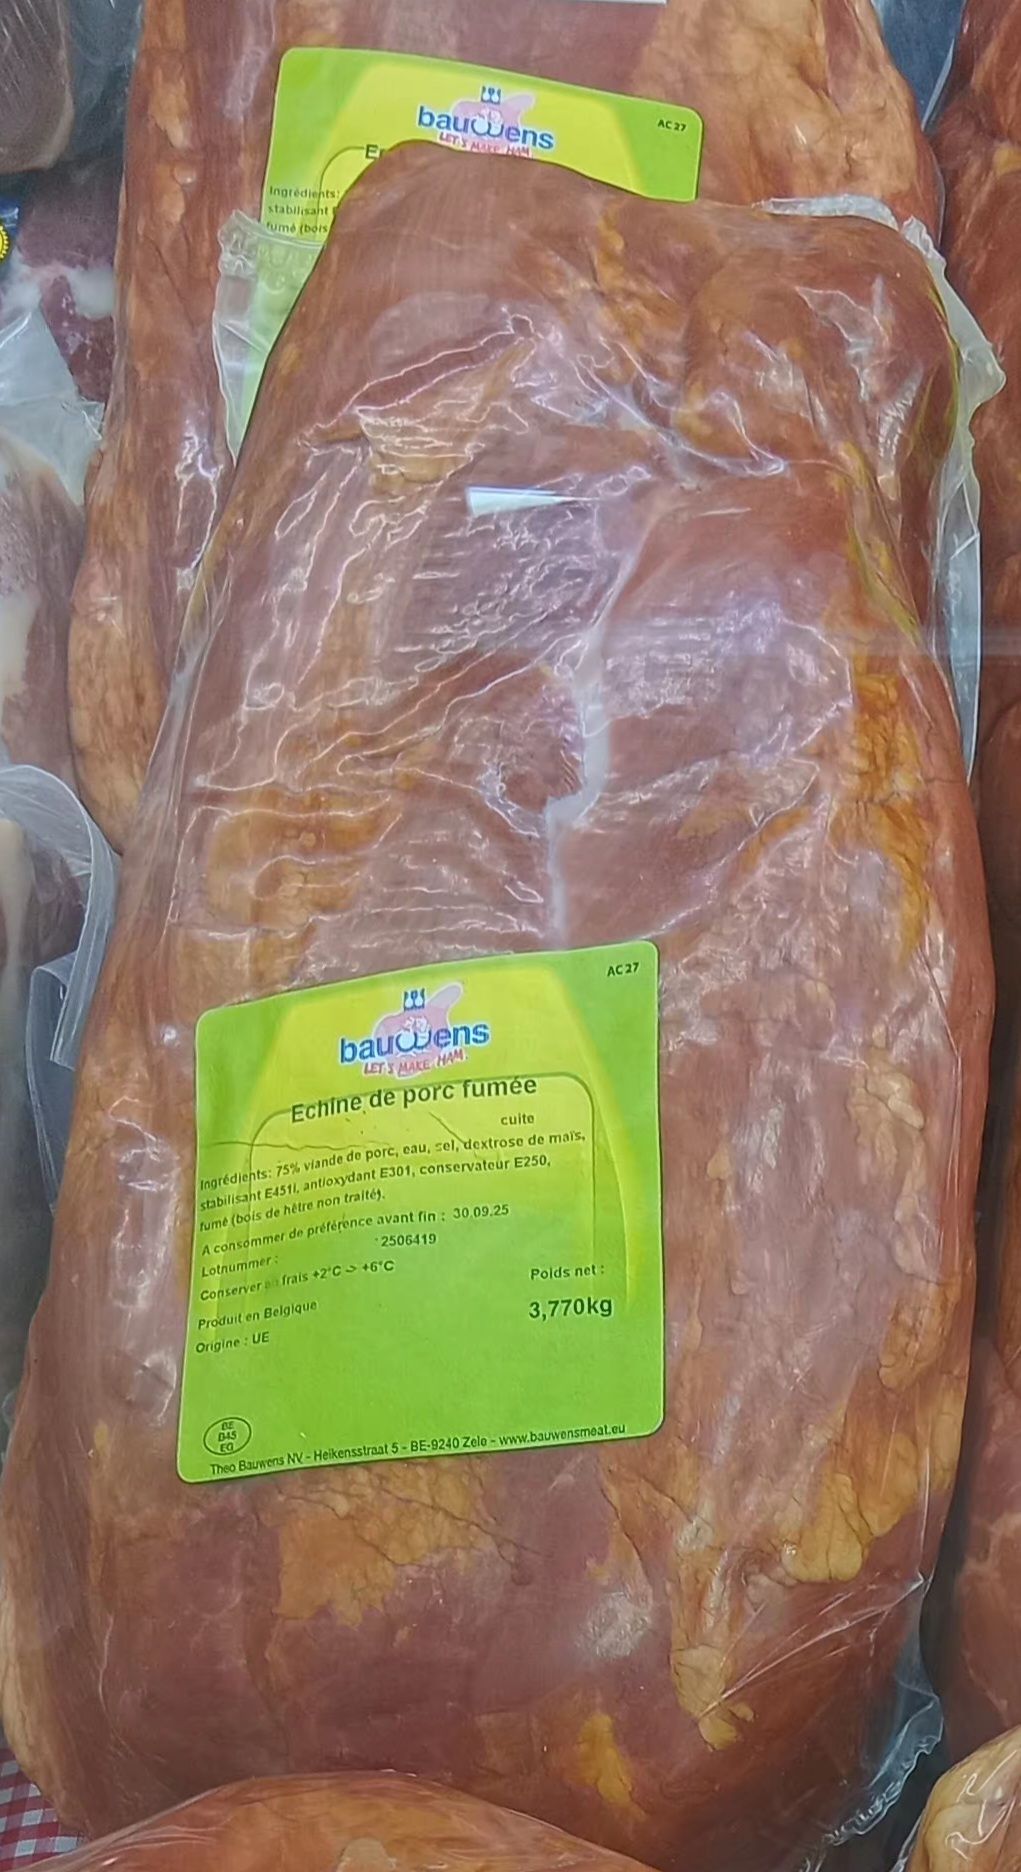 bauwens
LET'S MAKE HAM
AC 27
Ingrédients:
stabilisant
fumé (bois
AC 27
bauwens
LET'S MAKE HAM.
Echine de porc fumée
cuite
Ingrédients: 75% viande de porc, eau, sel, dextrose de maïs,
stabilisant E451i, antioxydant E301, conservateur E250,
fumé (bois de hêtre non traité).
A consommer de préférence avant fin : 30.09.25
Lotnummer : 2506419
Conserver au frais +2°C -> +6°C
Produit en Belgique
Origine : UE
Poids net :
3,770kg
BE
B45
EG
Theo Bauwens NV - Heikensstraat 5 - BE-9240 Zele - www.bauwensmeat.eu